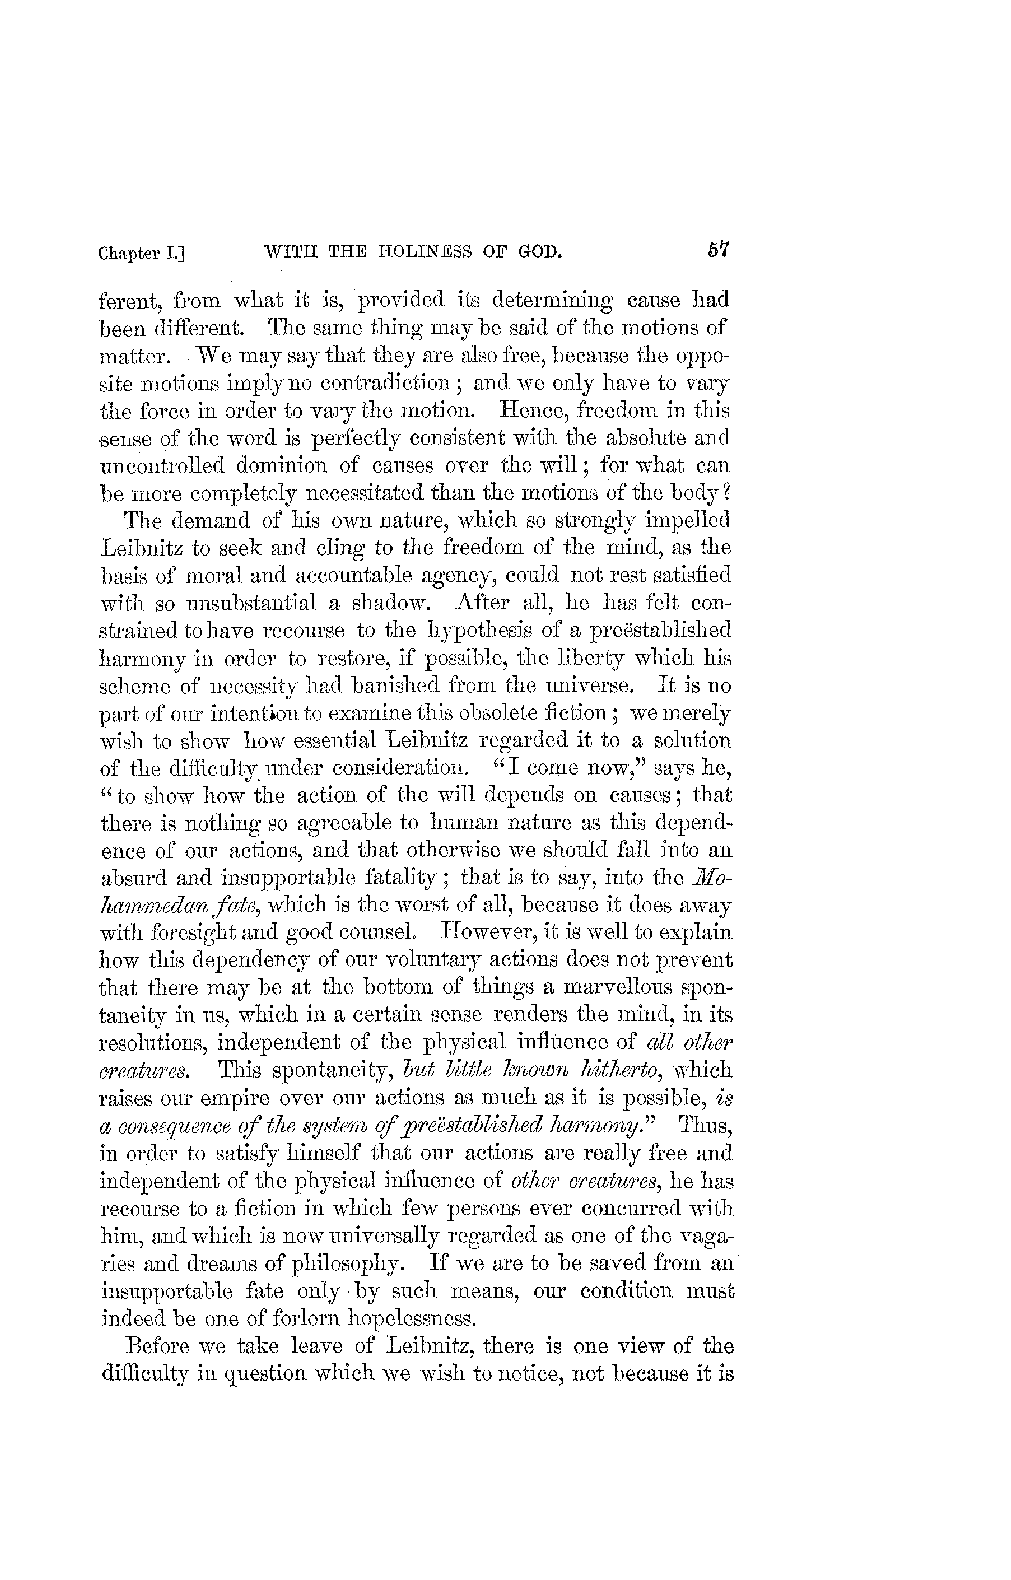 Chapter I.] WITH THE HOLINESS OF GOD. 57
ferent, from what it is, provided its determining cause had
been different. The same thing may be said of the motions of
matter. We may say that they are also free, because the oppo-
site motions imply no contradiction; and we only have to vary
the force in order to vary the motion. Hence, freedom in this
sense of the word is perfectly consistent with the absolute and
uncontrolled dominion of causes over the will; for what can
be more completely necessitated than the motions of the body?
The demand of his own nature, which so strongly impelled
Leibnitz to seek and cling to the freedom of the mind, as the
basis of moral and accountable agency, could not rest satisfied
with so unsubstantial a shadow. After all, he has felt con-
strained to have recourse to the hypothesis of a preëstablished
harmony in order to restore, if possible, the liberty which his
scheme of necessity had banished from the universe. It is no
part of our intention to examine this obsolete fiction; we merely
wish to show how essential Leibnitz regarded it to a solution
of the difficulty under consideration. "I come now," says he,
"to show how the action of the will depends on causes; that
there is nothing so agreeable to human nature as this depend-
ence of our actions, and that otherwise we should fall into an
absurd and insupportable fatality; that is to say, into the Mo-
hammedan fate, which is the worst of all, because it does away
with foresight and good counsel. However, it is well to explain
how this dependency of our voluntary actions does not prevent
that there may be at the bottom of things a marvellous spon-
taneity in us, which in a certain sense renders the mind, in its
resolutions, independent of the physical influence of all other
creatures. This spontaneity, but little known hitherto, which
raises our empire over our actions as much as it is possible, is
a consequence of the system of preëstablished harmony." Thus,
in order to satisfy himself that our actions are really free and
independent of the physical influence of other creatures, he has
recourse to a fiction in which few persons ever concurred with
him, and which is now universally regarded as one of the vaga-
ries and dreams of philosophy. If we are to be saved from an
insupportable fate only by such means, our condition must
indeed be one of forlorn hopelessness.
Before we take leave of Leibnitz, there is one view of the
difficulty in question which we wish to notice, not because it is